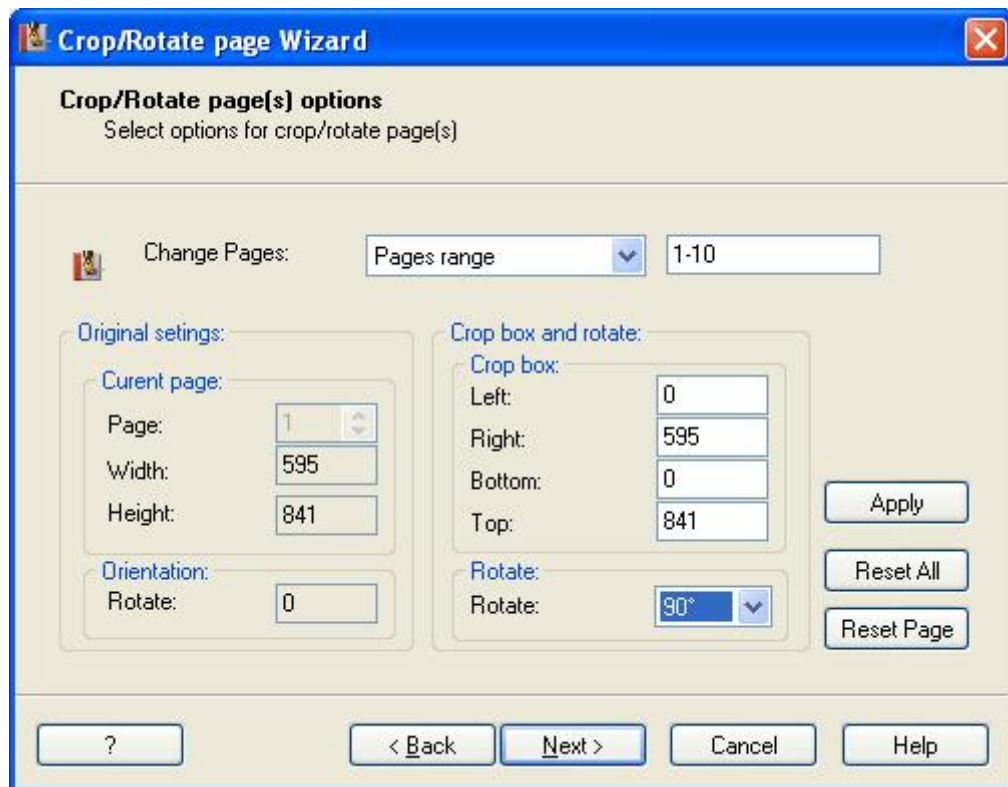 Crop/Rotate page Wizard
Crop/Rotate page(s) options
Select options for crop/rotate page(s)
Change Pages: Pages range 1-10
Original setings:
Curent page:
Page: 1
Width: 595
Height: 841
Orientation:
Rotate: 0
Crop box and rotate:
Crop box:
Left: 0
Right: 595
Bottom: 0
Top: 841
Rotate:
Rotate: 90°
Apply
Reset All
Reset Page
?
< Back
Next >
Cancel
Help